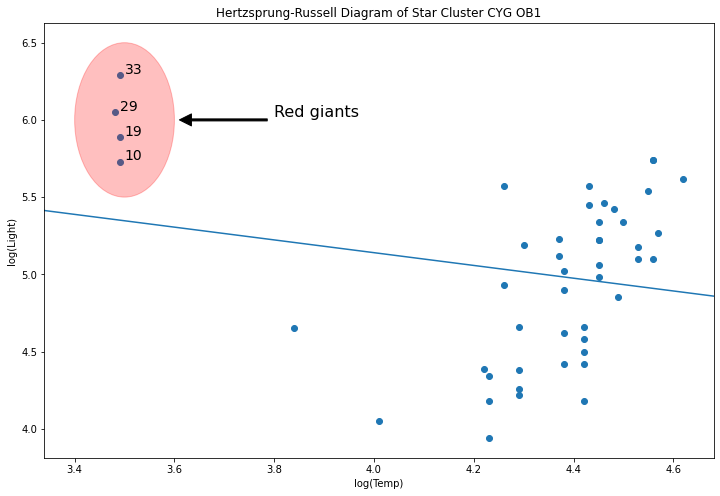 Hertzsprung-Russell Diagram of Star Cluster CYG OB1
6.5
6.0
5.5
5.0
4.5
4.0
log(Light)
33
29
19
10
Red giants
3.4 3.6 3.8 4.0 4.2 4.4 4.6
log(Temp)